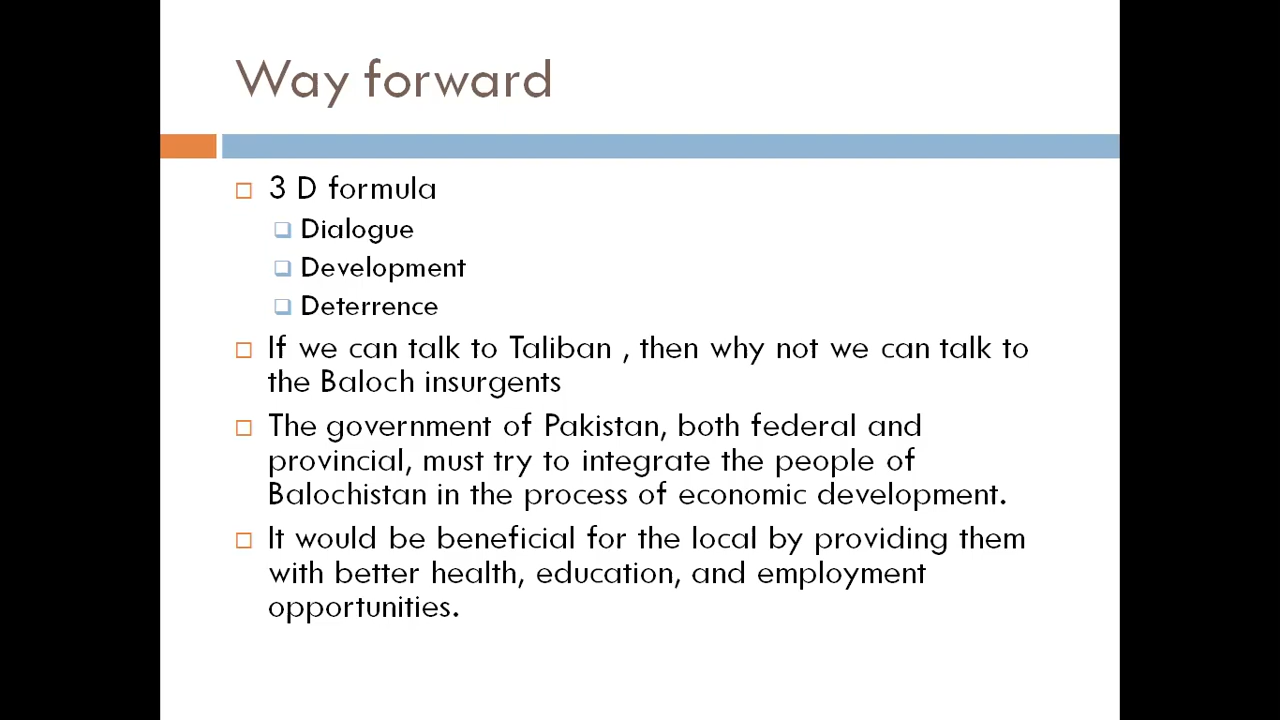 Way forward
3 D formula
Dialogue
Development
Deterrence
If we can talk to Taliban , then why not we can talk to
the Baloch insurgents
The government of Pakistan, both federal and
provincial, must try to integrate the people of
Balochistan in the process of economic development.
It would be beneficial for the local by providing them
with better health, education, and employment
opportunities.